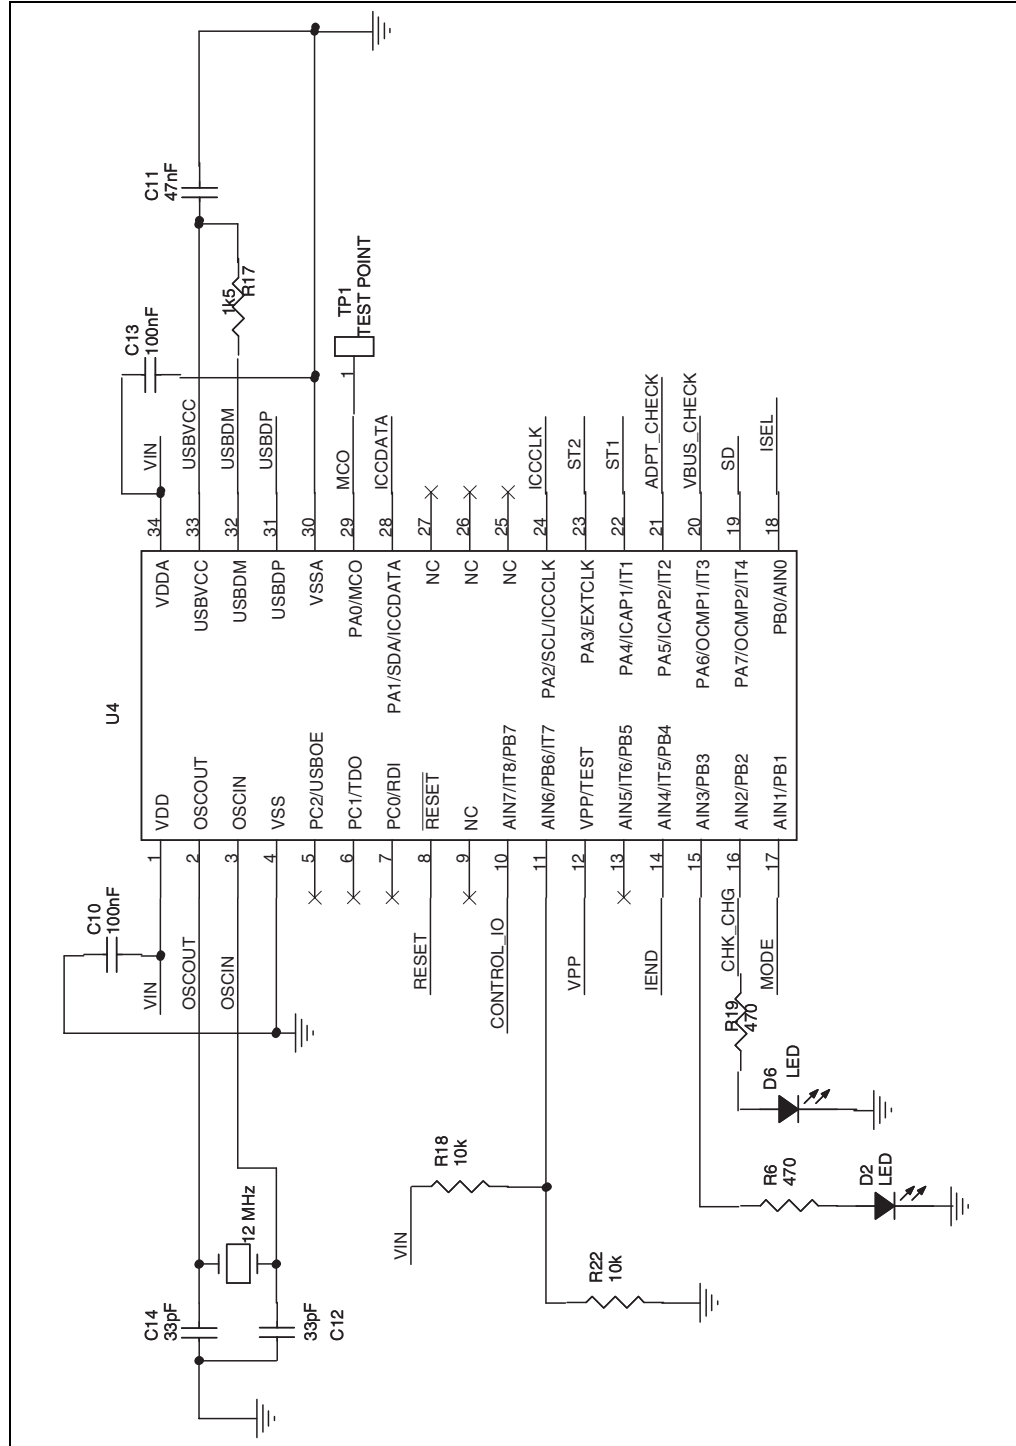 C11
47nF
1k5
R17
C13
100nF
TP1
TEST POINT
1
VIN
USBVCC
USBDM
USBDP
MCO
ICCDATA
ICCCLK
ST2
ST1
ADPT_CHECK
VBUS_CHECK
SD
ISEL
34
33
32
31
30
29
28
27
26
25
24
23
22
21
20
19
18
VDDA
USBVCC
USBDM
USBDP
VSSA
PA0/MCO
PA1/SDA/ICCDATA
NC
NC
NC
PA2/SCL/ICCCLK
PA3/EXTCLK
PA4/ICAP1/IT1
PA5/ICAP2/IT2
PA6/OCMP1/IT3
PA7/OCMP2/IT4
PB0/AIN0
U4
VDD
OSCOUT
OSCIN
VSS
PC2/USBOE
PC1/TDO
PC0/RDI
RESET
NC
AIN7/IT8/PB7
AIN6/PB6/IT7
VPP/TEST
AIN5/IT6/PB5
AIN4/IT5/PB4
AIN3/PB3
AIN2/PB2
AIN1/PB1
1
2
3
4
5
6
7
8
9
10
11
12
13
14
15
16
17
C10
100nF
VIN
OSCOUT
OSCIN
RESET
CONTROL_IO
VPP
IEND
CHK_CHG
MODE
R19
470
D6
LED
R18
10k
VIN
R6
470
D2
LED
12 MHz
R22
10k
C14
33pF
33pF
C12